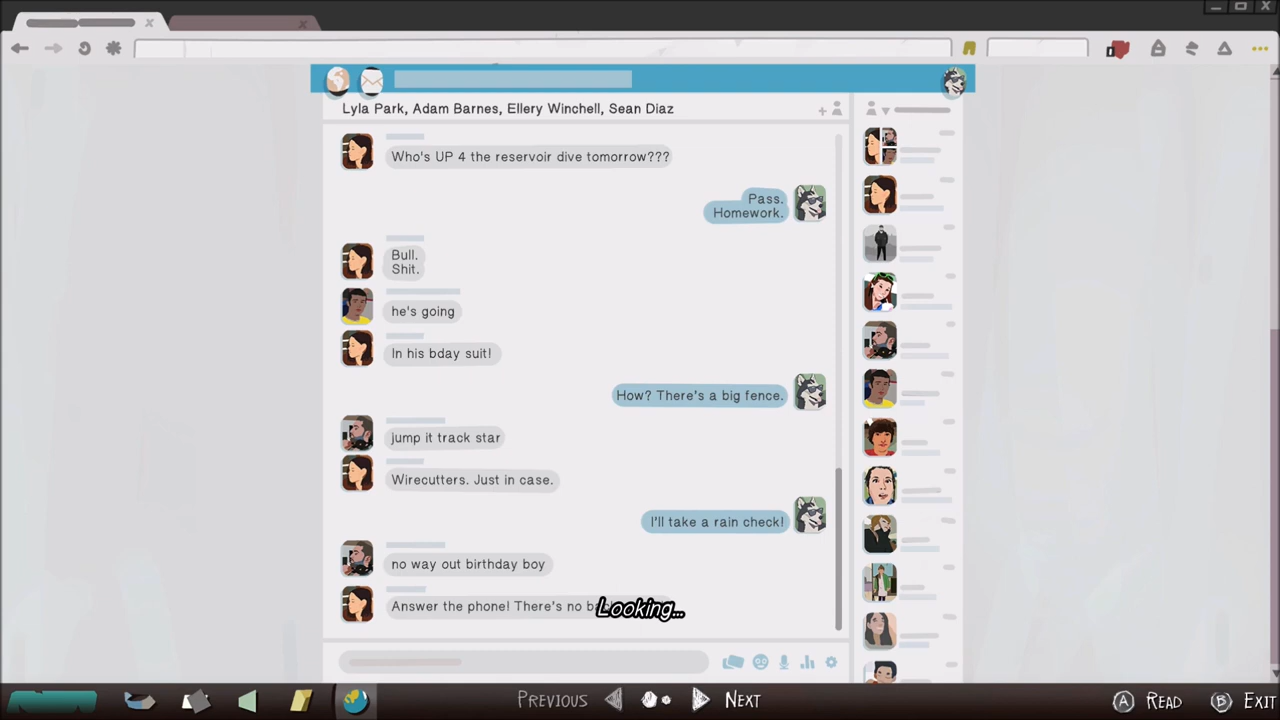 Lyla Park, Adam Barnes, Ellery Winchell, Sean Diaz
Who's UP 4 the reservoir dive tomorrow???
Pass.
Homework.
Bull.
Shit.
he's going
In his bday suit!
How? There's a big fence.
jump it track star
Wirecutters. Just in case.
I'll take a rain check!
no way out birthday boy
Answer the phone! There's no
Looking...
PREVIOUS
NEXT
A READ
B EXIT